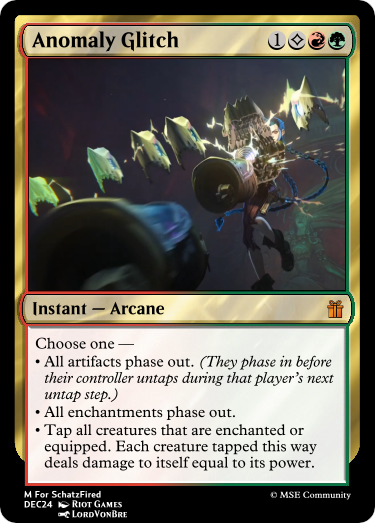 Anomaly Glitch 1
Instant — Arcane
Choose one —
• All artifacts phase out. (They phase in before
their controller untaps during that player's next
untap step.)
• All enchantments phase out.
• Tap all creatures that are enchanted or
equipped. Each creature tapped this way
deals damage to itself equal to its power.
M For SchatzFired
DEC24 Riot Games
LordVonBre
© MSE Community